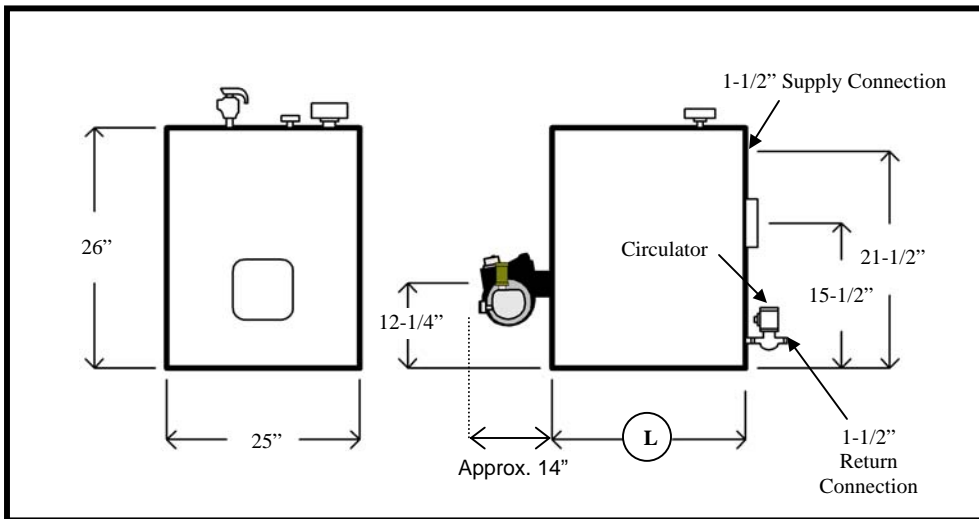 1-1/2” Supply Connection
26”
25”
12-1/4”
Approx. 14”
L
Circulator
21-1/2”
15-1/2”
1-1/2”
Return
Connection